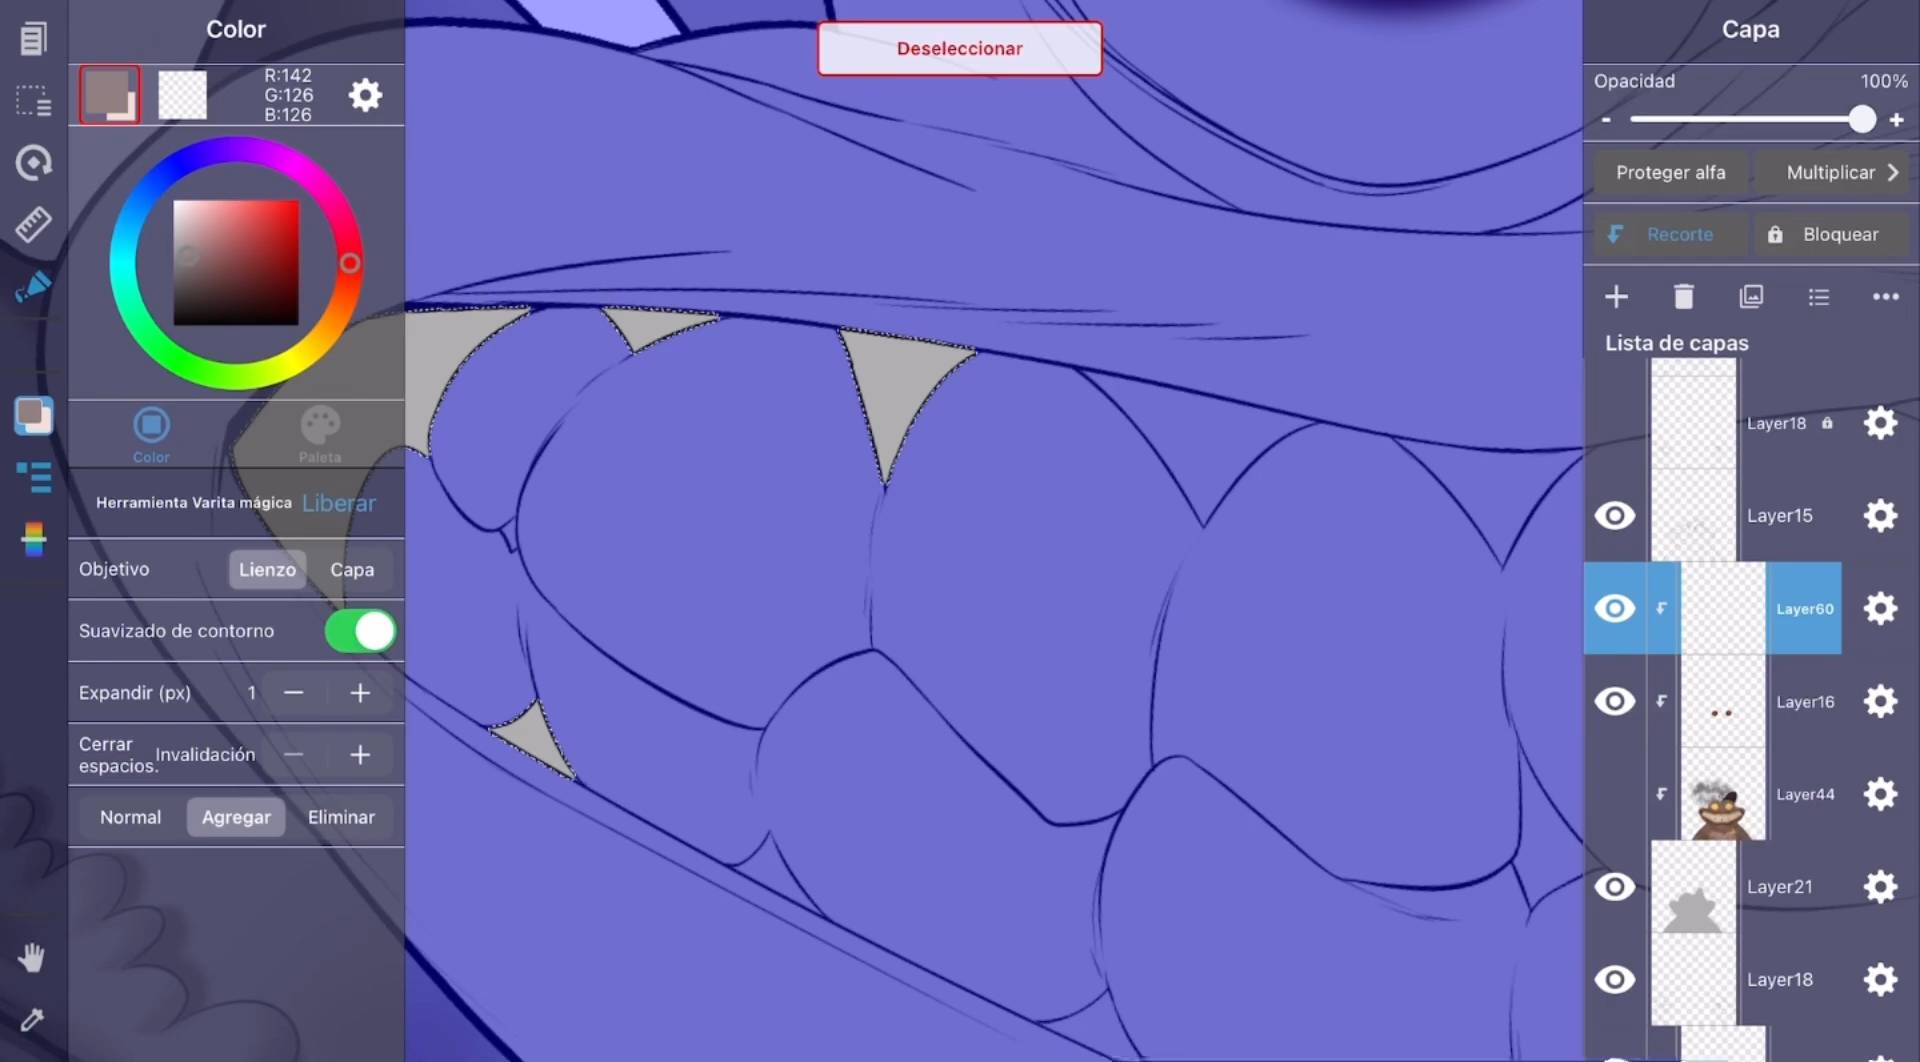 Color
R:142
G:126
B:126
Color
Paleta
Herramienta Varita mágica Liberar
Objetivo Lienzo Capa
Suavizado de contorno
Expandir (px) 1 − +
Cerrar espacios. Invalidación − +
Normal Agregar Eliminar
Deseleccionar
Capa
Opacidad 100%
- +
Proteger alfa Multiplicar
Recorte Bloquear
Lista de capas
Layer18
Layer15
Layer60
Layer16
Layer44
Layer21
Layer18